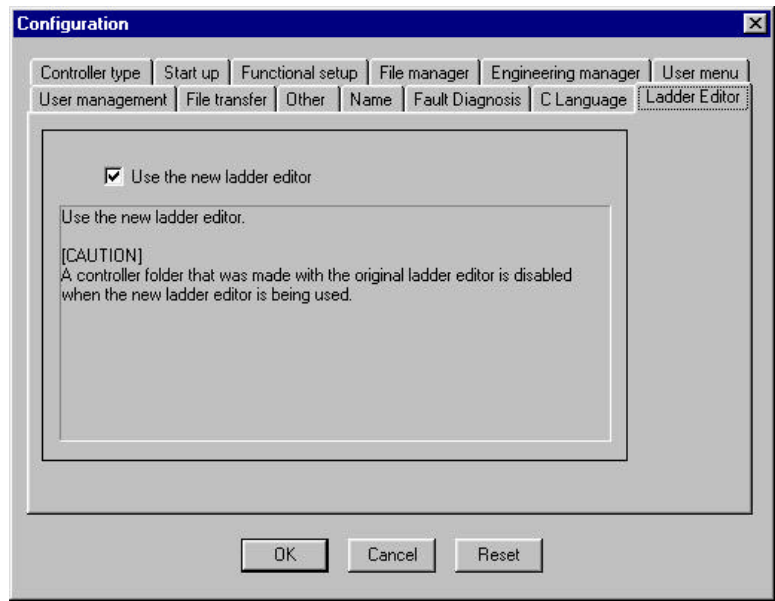 Configuration
Controller type Start up Functional setup File manager Engineering manager User menu
User management File transfer Other Name Fault Diagnosis C Language Ladder Editor
Use the new ladder editor
Use the new ladder editor.
[CAUTION]
A controller folder that was made with the original ladder editor is disabled
when the new ladder editor is being used.
OK Cancel Reset